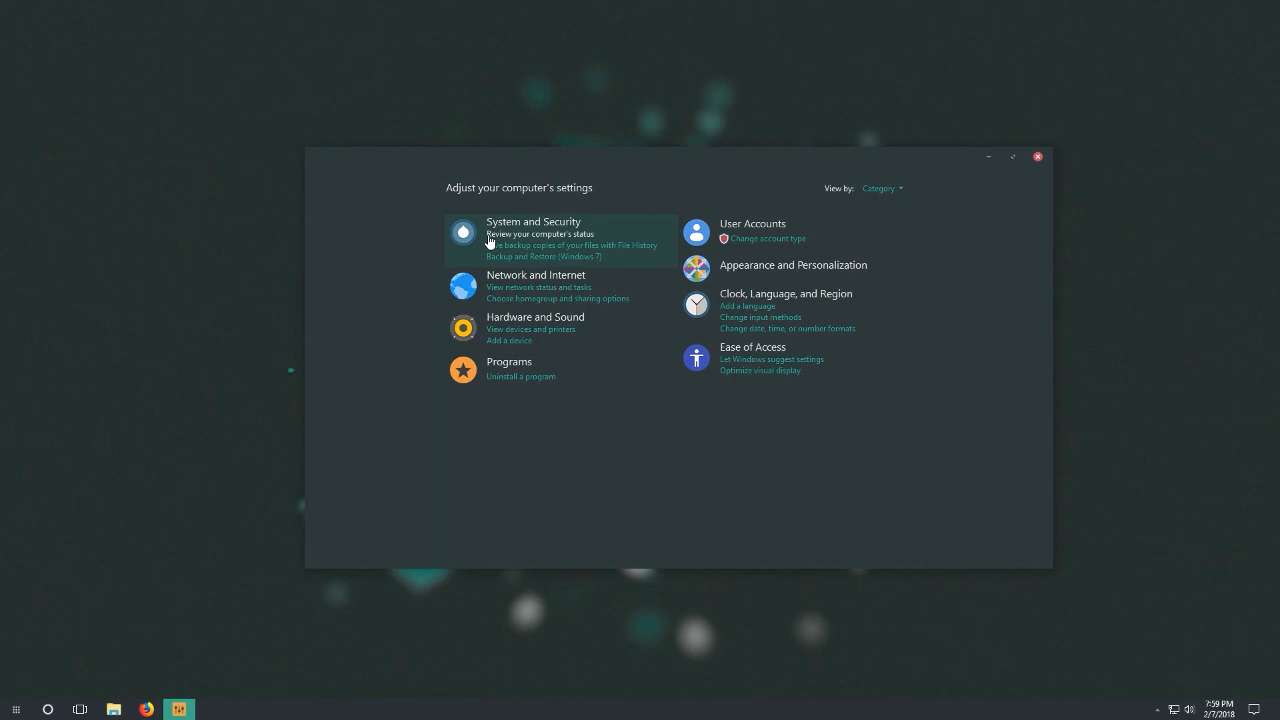 Adjust your computer's settings
View by: Category
System and Security
Review your computer's status
backup copies of your files with File History
Backup and Restore (Windows 7)
Network and Internet
View network status and tasks
Choose homegroup and sharing options
Hardware and Sound
View devices and printers
Add a device
Programs
Uninstall a program
User Accounts
Change account type
Appearance and Personalization
Clock, Language, and Region
Add a language
Change input methods
Change date, time, or number formats
Ease of Access
Let Windows suggest settings
Optimize visual display
7:59 PM
2/7/2018